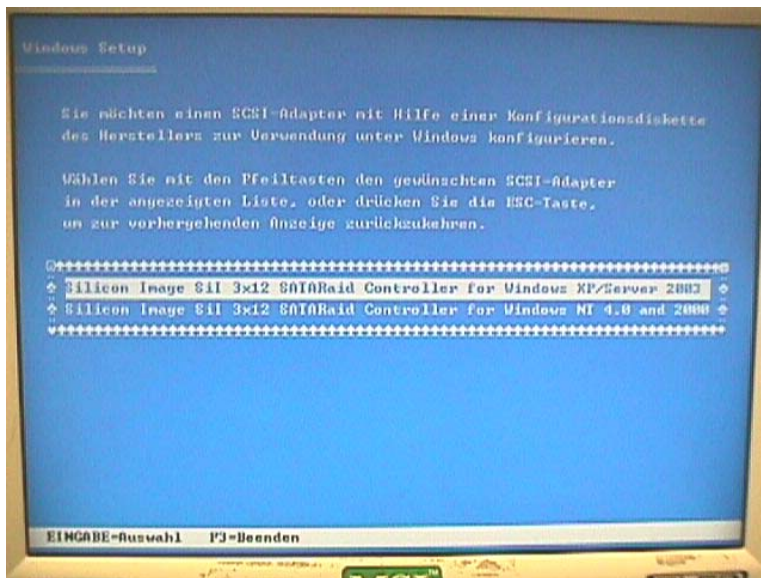 Windows Setup
Sie möchten einen SCSI-Adapter mit Hilfe einer Konfigurationsdiskette
des Herstellers zur Verwendung unter Windows konfigurieren.
Wählen Sie mit den Pfeiltasten den gewünschten SCSI-Adapter
in der angezeigten Liste, oder drücken Sie die ESC-Taste,
um zur vorhergehenden Anzeige zurückzukehren.
Silicon Image SiI 3x12 SATARaid Controller for Windows XP/Server 2003
Silicon Image SiI 3x12 SATARaid Controller for Windows NT 4.0 and 2000
EINGABE=Auswahl F3=Beenden